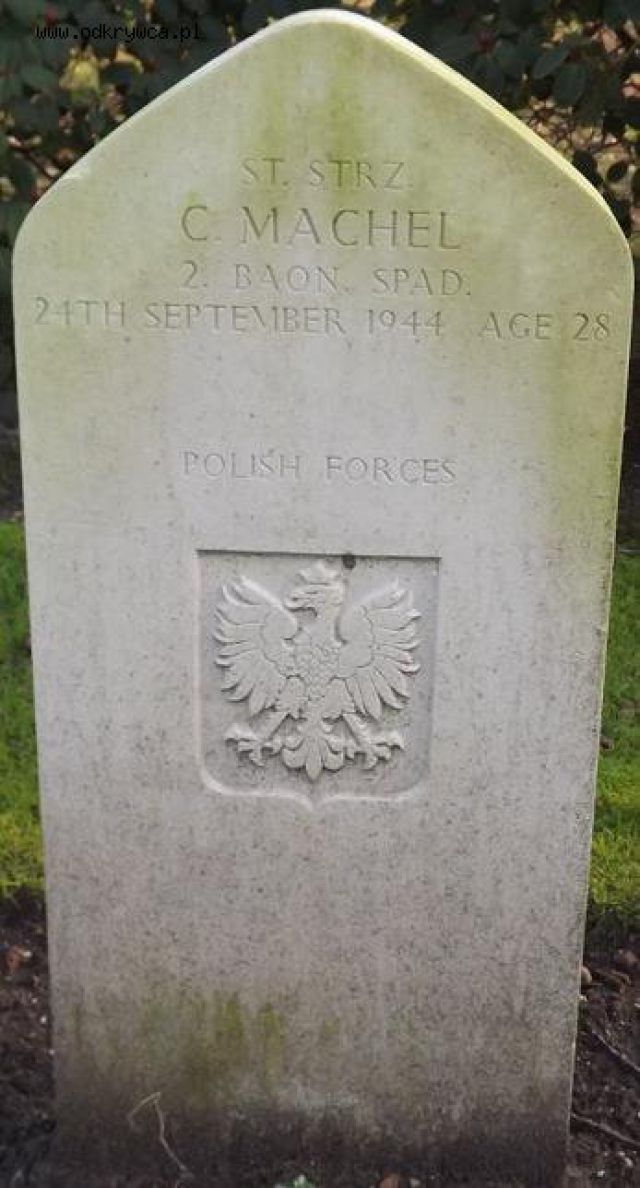 www.odkrywca.pl
ST. STRZ.
C. MACHEL
2. BAON. SPAD.
24TH SEPTEMBER 1944 AGE 28
POLISH FORCES